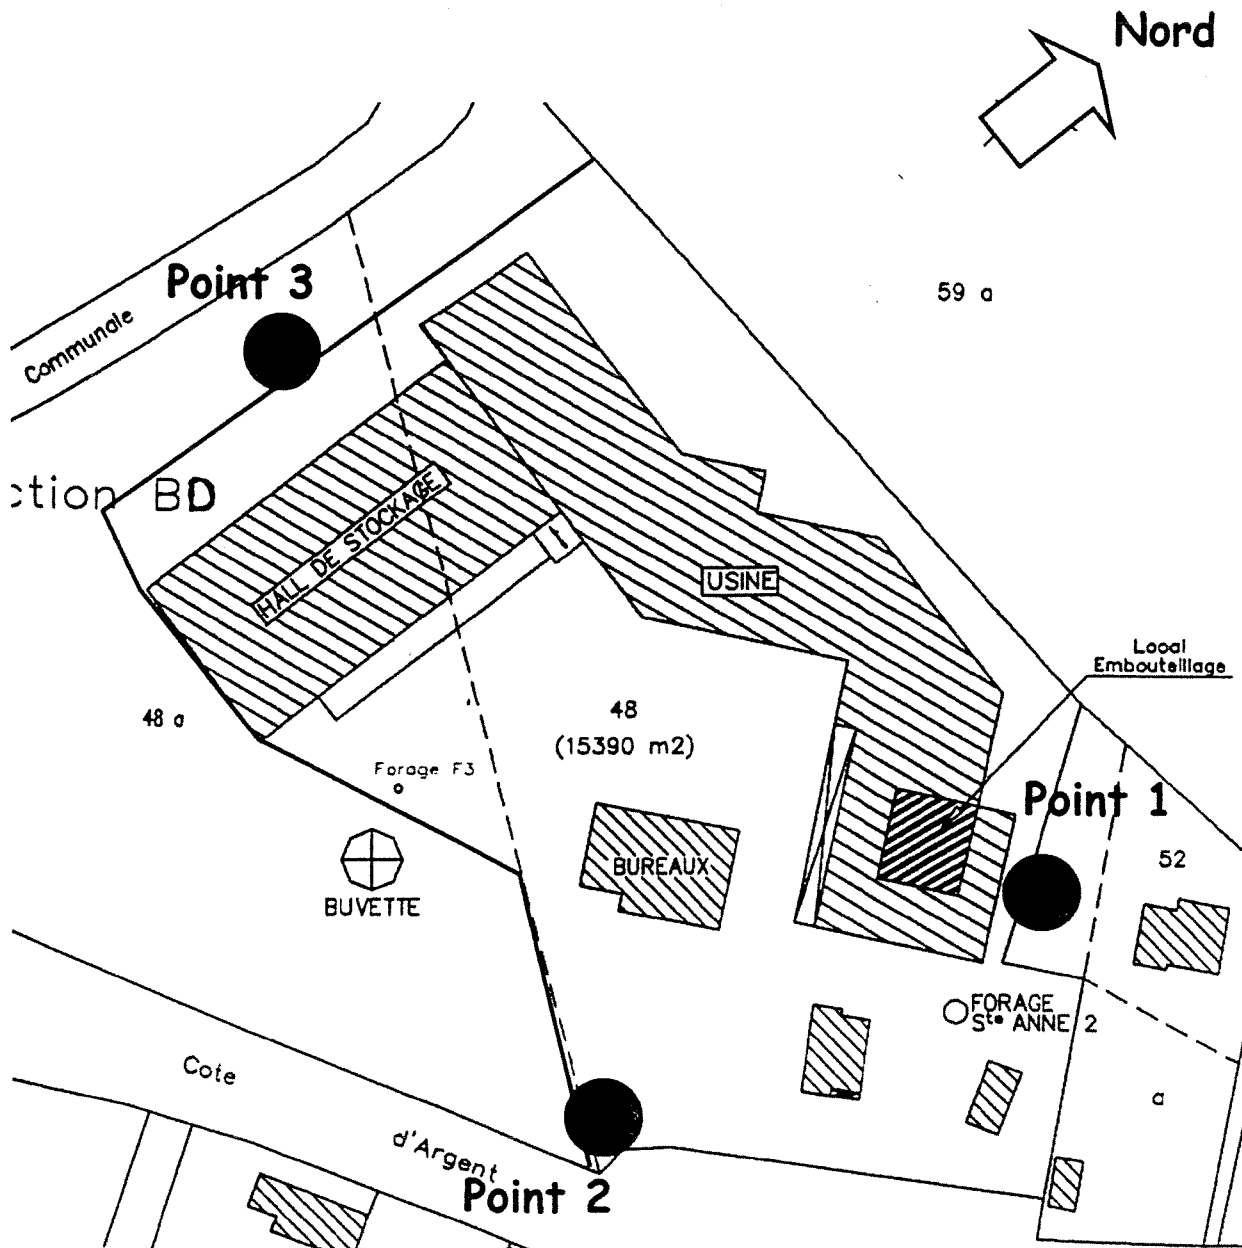 Nord
Point 3
59 a
Communale
ction BD
HALL DE STOCKAGE
t
USINE
Local
Embouteillage
48 a
48
(15390 m2)
Forage F3
Point 1
52
BUREAUX
BUVETTE
FORAGE
Ste ANNE 2
Cote
d'Argent
a
Point 2